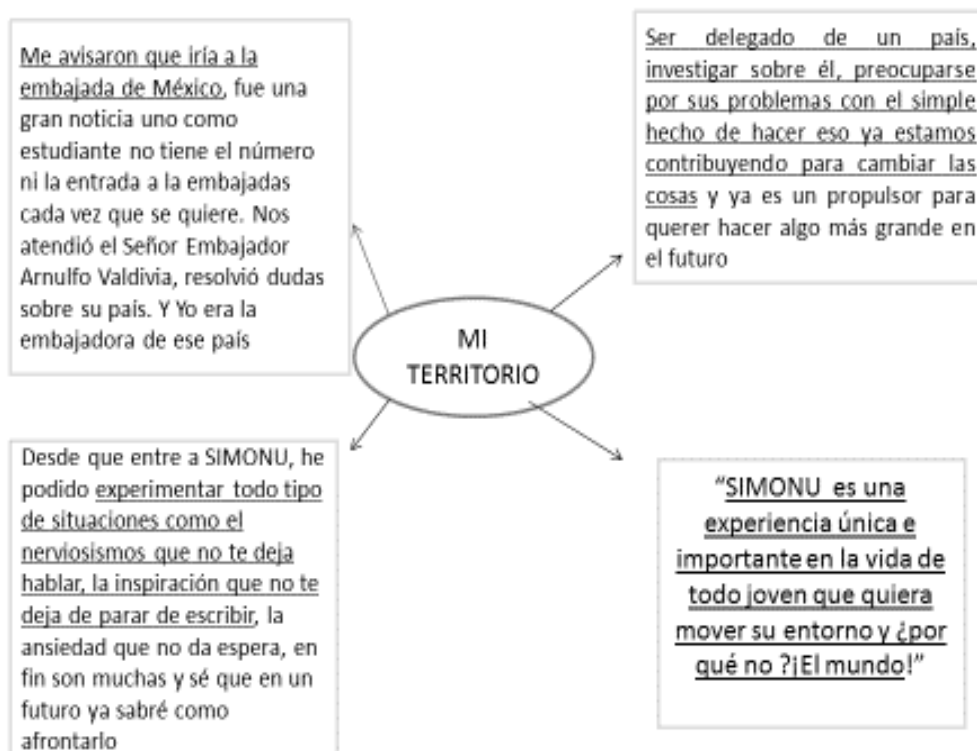 Me avisaron que iría a la
embajada de México, fue una
gran noticia uno como
estudiante no tiene el número
ni la entrada a la embajadas
cada vez que se quiere. Nos
atendió el Señor Embajador
Arnulfo Valdivia, resolvió dudas
sobre su país. Y Yo era la
embajadora de ese país
Ser delegado de un país,
investigar sobre él, preocuparse
por sus problemas con el simple
hecho de hacer eso ya estamos
contribuyendo para cambiar las
cosas y ya es un propulsor para
querer hacer algo más grande en
el futuro
MI
TERRITORIO
Desde que entre a SIMONU, he
podido experimentar todo tipo
de situaciones como el
nerviosismos que no te deja
hablar, la inspiración que no te
deja de parar de escribir, la
ansiedad que no da espera, en
fin son muchas y sé que en un
futuro ya sabré como
afrontarlo
“SIMONU es una
experiencia única e
importante en la vida de
todo joven que quiera
mover su entorno y ¿por
qué no ?¡El mundo!”